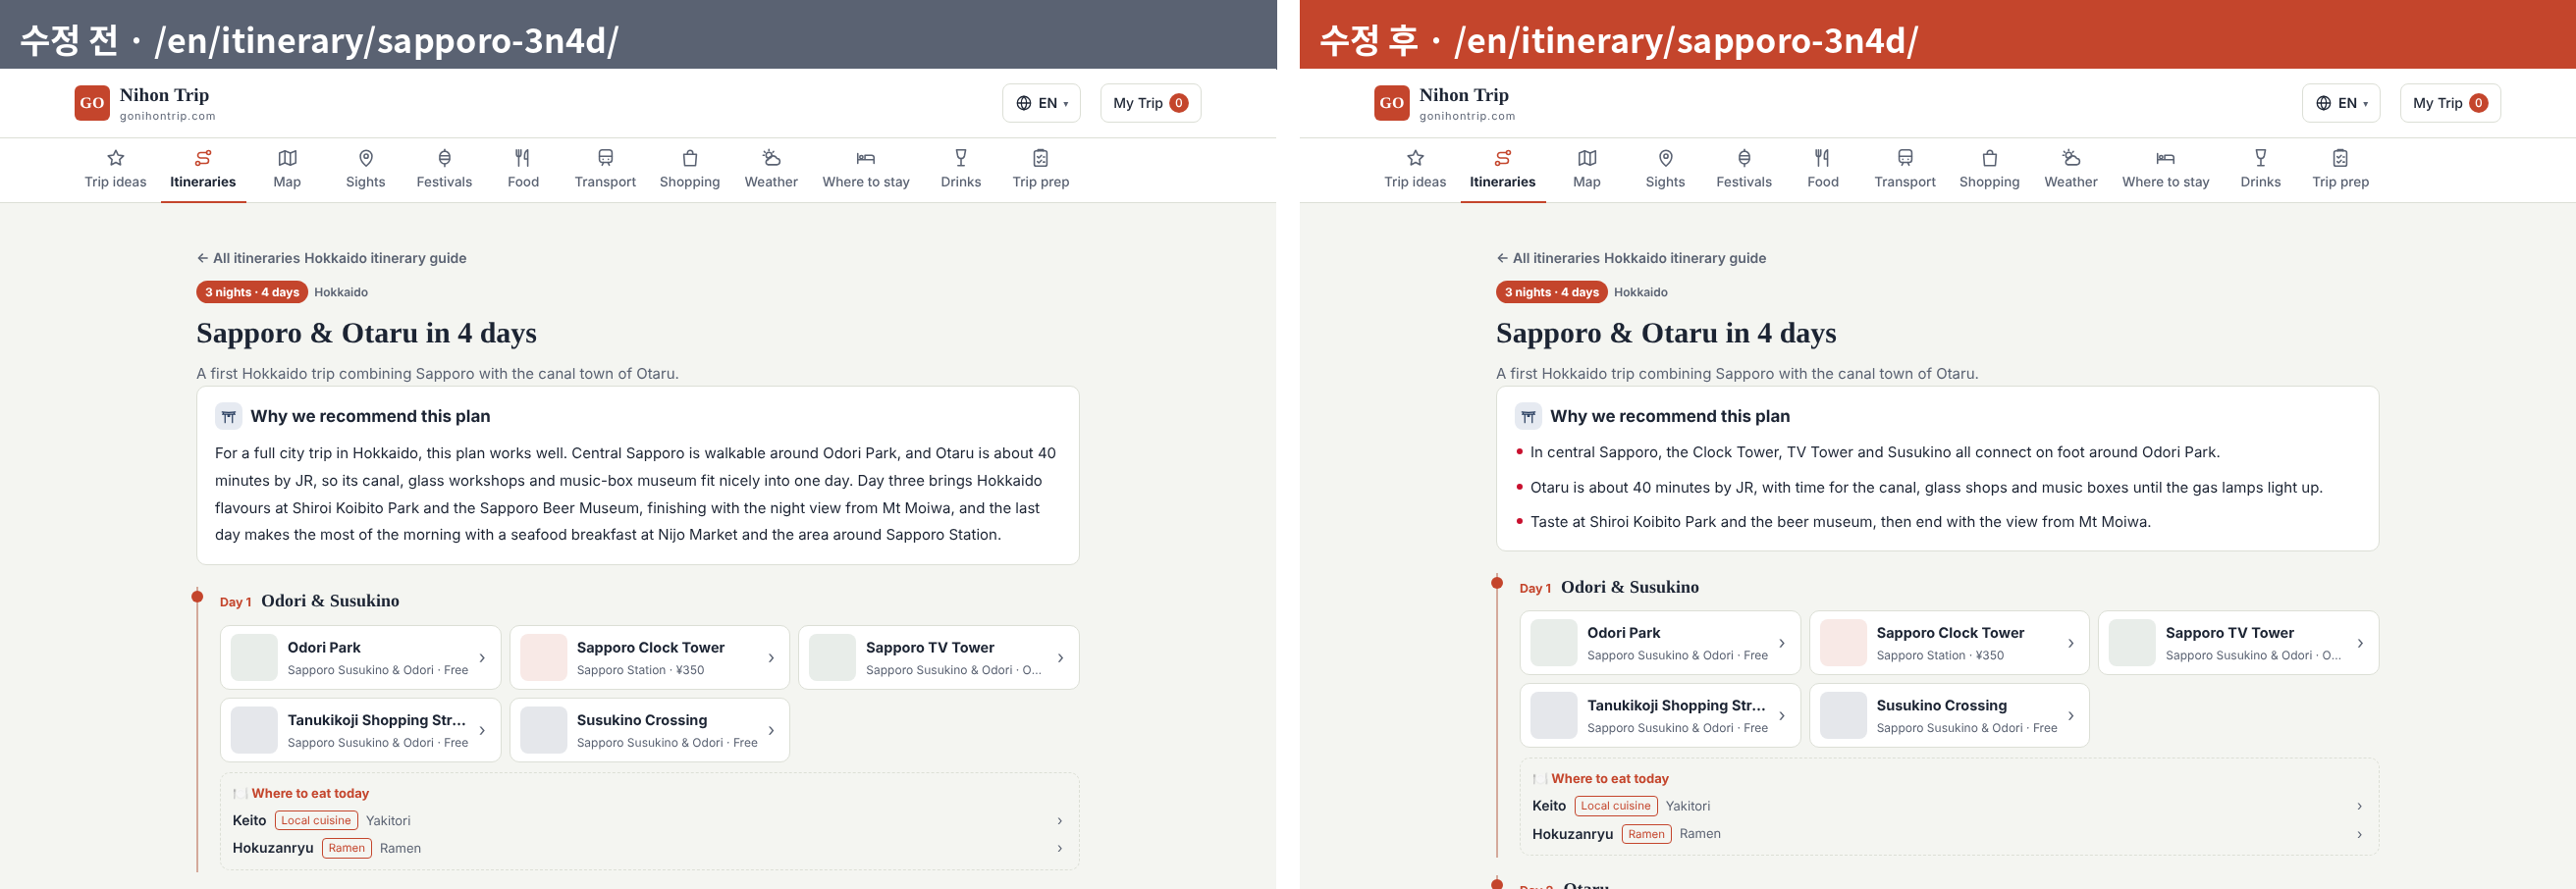 수정 전 · /en/itinerary/sapporo-3n4d/
GO Nihon Trip
gonihontrip.com
EN ▾
My Trip 0
Trip ideas Itineraries Map Sights Festivals Food Transport Shopping Weather Where to stay Drinks Trip prep
← All itineraries Hokkaido itinerary guide
3 nights · 4 days Hokkaido
Sapporo & Otaru in 4 days
A first Hokkaido trip combining Sapporo with the canal town of Otaru.
Why we recommend this plan
For a full city trip in Hokkaido, this plan works well. Central Sapporo is walkable around Odori Park, and Otaru is about 40
minutes by JR, so its canal, glass workshops and music-box museum fit nicely into one day. Day three brings Hokkaido
flavours at Shiroi Koibito Park and the Sapporo Beer Museum, finishing with the night view from Mt Moiwa, and the last
day makes the most of the morning with a seafood breakfast at Nijo Market and the area around Sapporo Station.
Day 1 Odori & Susukino
Odori Park
Sapporo Susukino & Odori · Free ›
Sapporo Clock Tower
Sapporo Station · ¥350 ›
Sapporo TV Tower
Sapporo Susukino & Odori · O... ›
Tanukikoji Shopping Str...
Sapporo Susukino & Odori · Free ›
Susukino Crossing
Sapporo Susukino & Odori · Free ›
🍽️ Where to eat today
Keito Local cuisine Yakitori ›
Hokuzanryu Ramen Ramen ›
수정 후 · /en/itinerary/sapporo-3n4d/
GO Nihon Trip
gonihontrip.com
EN ▾
My Trip 0
Trip ideas Itineraries Map Sights Festivals Food Transport Shopping Weather Where to stay Drinks Trip prep
← All itineraries Hokkaido itinerary guide
3 nights · 4 days Hokkaido
Sapporo & Otaru in 4 days
A first Hokkaido trip combining Sapporo with the canal town of Otaru.
Why we recommend this plan
• In central Sapporo, the Clock Tower, TV Tower and Susukino all connect on foot around Odori Park.
• Otaru is about 40 minutes by JR, with time for the canal, glass shops and music boxes until the gas lamps light up.
• Taste at Shiroi Koibito Park and the beer museum, then end with the view from Mt Moiwa.
Day 1 Odori & Susukino
Odori Park
Sapporo Susukino & Odori · Free ›
Sapporo Clock Tower
Sapporo Station · ¥350 ›
Sapporo TV Tower
Sapporo Susukino & Odori · O... ›
Tanukikoji Shopping Str...
Sapporo Susukino & Odori · Free ›
Susukino Crossing
Sapporo Susukino & Odori · Free ›
🍽️ Where to eat today
Keito Local cuisine Yakitori ›
Hokuzanryu Ramen Ramen ›